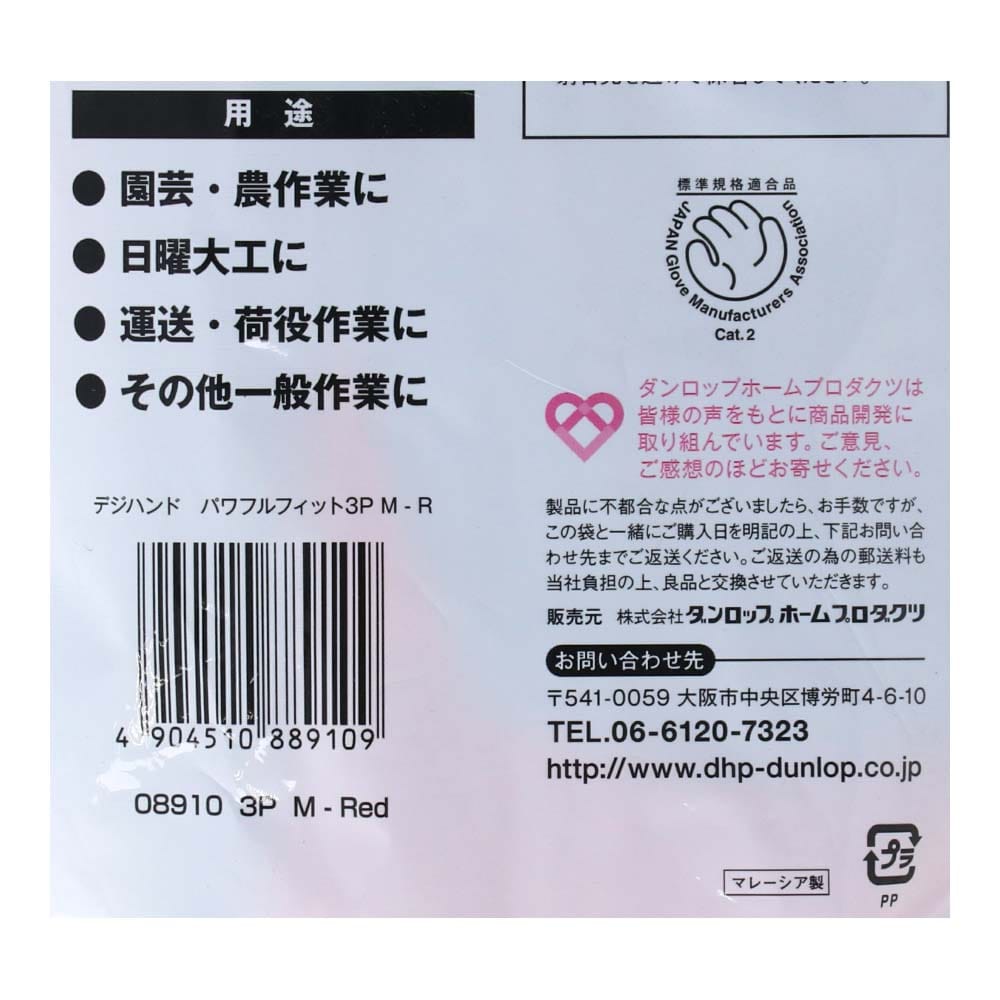 用途
● 園芸・農作業に
● 日曜大工に
● 運送・荷役作業に
● その他一般作業に
デジハンド パワフルフィット3P M - R
4 904510 889109
08910 3P M - Red
標準規格適合品
JAPAN Glove Manufacturers Association
Cat.2
ダンロップホームプロダクツは
皆様の声をもとに商品開発に
取り組んでいます。ご意見、
ご感想のほどお寄せください。
製品に不都合な点がございましたら、お手数ですが、
この袋と一緒にご購入日を明記の上、下記お問い合
わせ先までご返送ください。ご返送の為の郵送料も
当社負担の上、良品と交換させていただきます。
販売元 株式会社ダンロップ ホームプロダクツ
お問い合わせ先
〒541-0059 大阪市中央区博労町4-6-10
TEL.06-6120-7323
http://www.dhp-dunlop.co.jp
プラ
PP
マレーシア製